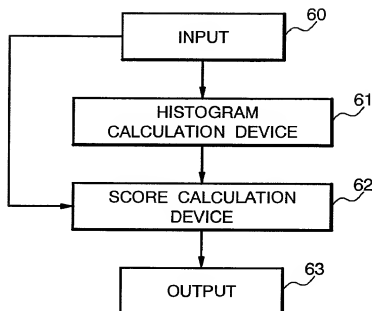 60
INPUT
61
HISTOGRAM
CALCULATION DEVICE
62
SCORE CALCULATION
DEVICE
63
OUTPUT